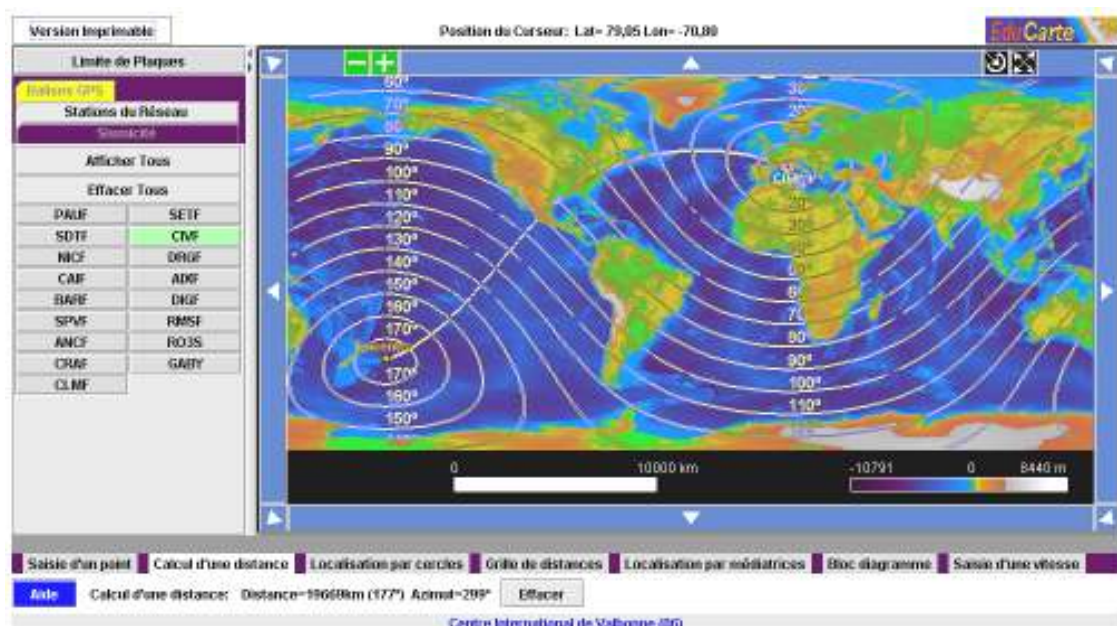 Version Imprimable
Position du Curseur: Lat= 79,05 Lon= -70,80
EduCarte
Limite de Plaques
Stations GPS
Stations du Réseau
Sismicité
Afficher Tous
Effacer Tous
PAUF SETF
SDTF CIVF
NICF DRGF
CAIF
BARF DIGF
SPVF RMSF
ANCF RO3S
CRAF GABY
CLMF
60°
70°
80°
90°
100°
110°
120°
130°
140°
150°
160°
170°
170°
160°
150°
30°
20°
20°
90°
100°
110°
0 10000 km
-10791 0 8440 m
Saisie d'un point Calcul d'une distance Localisation par cercles Grille de distances Localisation par médiatrices Bloc diagramme Saisie d'une vitesse
Aide Calcul d'une distance: Distance=19669km (177°) Azimut=299° Effacer
Centre International de Valbonne (06)